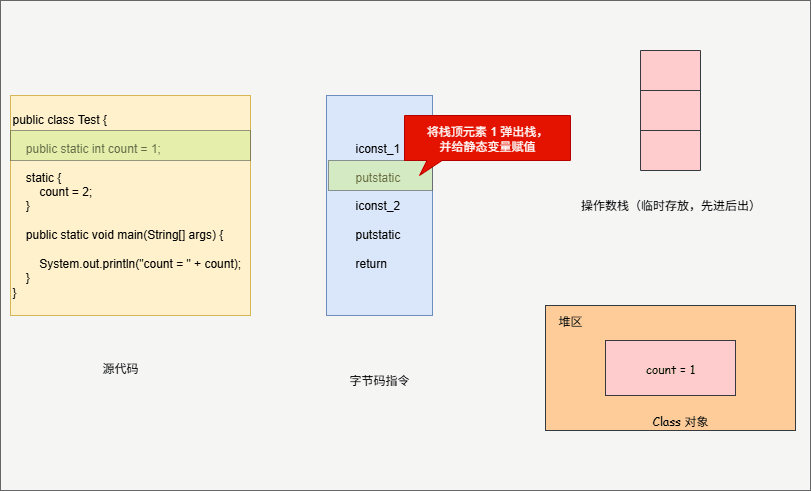 public class Test {
public static int count = 1;
static {
count = 2;
}
public static void main(String[] args) {
System.out.println("count = " + count);
}
}
源代码
iconst_1
putstatic
iconst_2
putstatic
return
字节码指令
将栈顶元素 1 弹出栈，
并给静态变量赋值
操作数栈（临时存放，先进后出）
堆区
count = 1
Class 对象